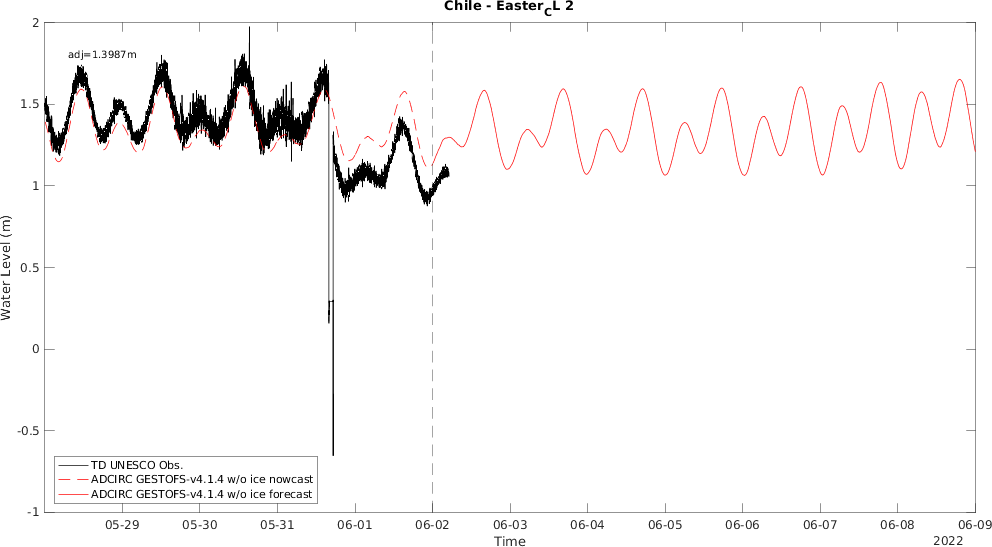 Chile - Easter_CL 2
adj=1.3987m
Water Level (m)
2
1.5
1
0.5
0
-0.5
-1
TD UNESCO Obs.
ADCIRC GESTOFS-v4.1.4 w/o ice nowcast
ADCIRC GESTOFS-v4.1.4 w/o ice forecast
05-29 05-30 05-31 06-01 06-02 06-03 06-04 06-05 06-06 06-07 06-08 06-09
Time
2022